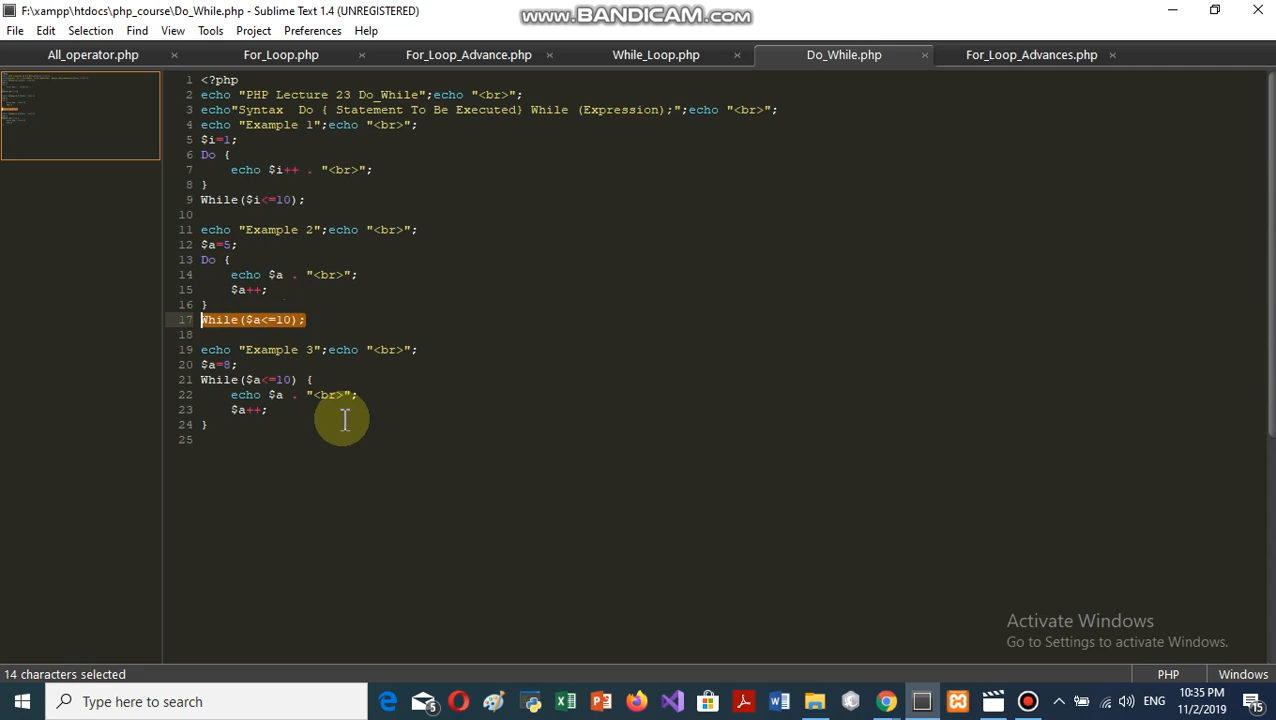 F:\xampp\htdocs\php_course\Do_While.php - Sublime Text 1.4 (UNREGISTERED)
www.BANDICAM.com
File Edit Selection Find View Tools Project Preferences Help
All_operator.php × For_Loop.php × For_Loop_Advance.php × While_Loop.php × Do_While.php × For_Loop_Advances.php ×
1 <?php
2 echo "PHP Lecture 23 Do_While";echo "<br>";
3 echo"Syntax  Do { Statement To Be Executed} While (Expression);";echo "<br>";
4 echo "Example 1";echo "<br>";
5 $i=1;
6 Do {
7     echo $i++ . "<br>";
8 }
9 While($i<=10);
10
11 echo "Example 2";echo "<br>";
12 $a=5;
13 Do {
14     echo $a . "<br>";
15     $a++;
16 }
17 While($a<=10);
18
19 echo "Example 3";echo "<br>";
20 $a=8;
21 While($a<=10) {
22     echo $a . "<br>";
23     $a++;
24 }
25
Activate Windows
Go to Settings to activate Windows.
14 characters selected PHP Windows
Type here to search
5
ENG
10:35 PM
11/2/2019
15